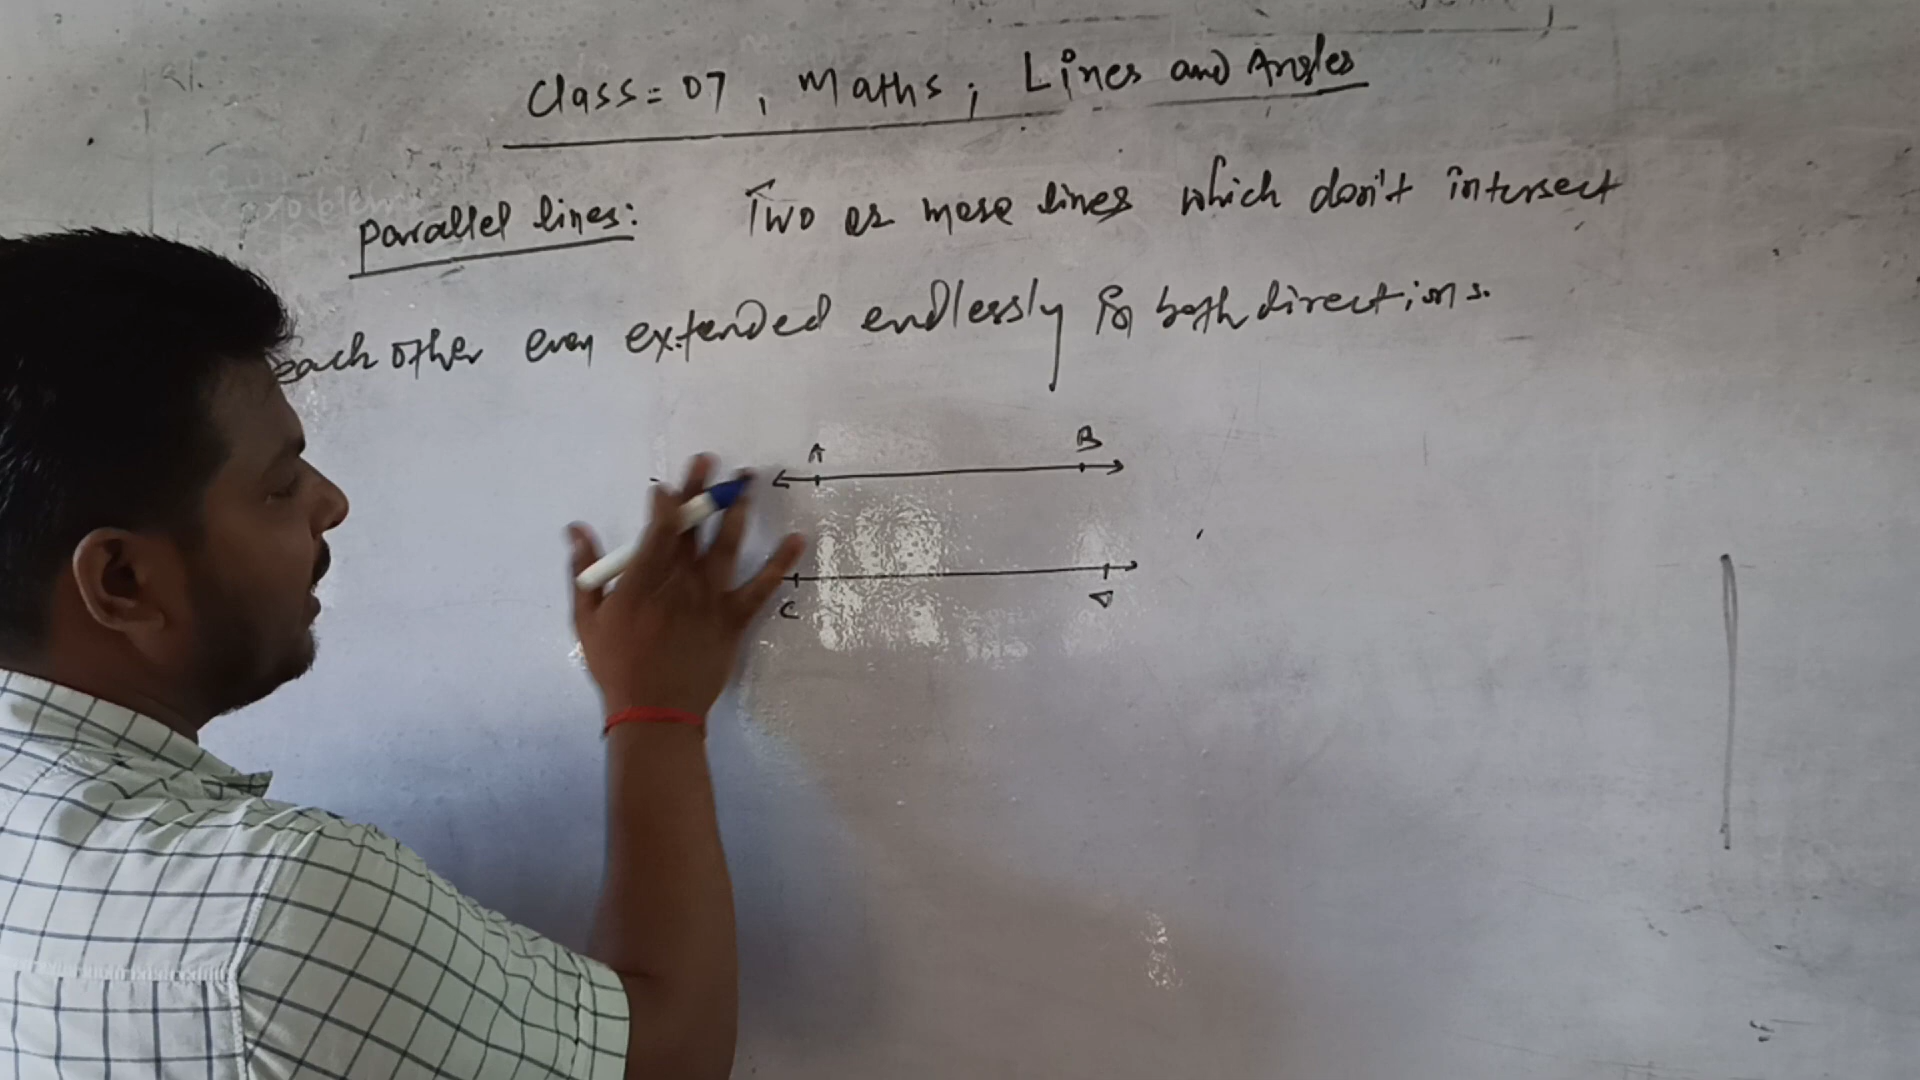 Class = 07, Maths; Lines and Angles
Parallel lines: Two or more lines which don't intersect
each other even extended endlessly in both directions.
A B
C D